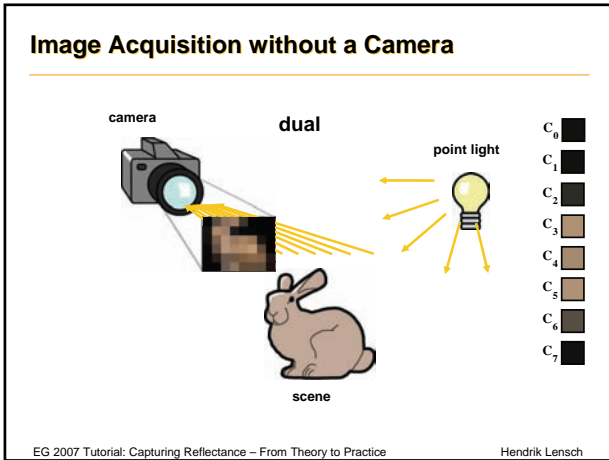 Image Acquisition without a Camera
camera
dual
point light
C0
C1
C2
C3
C4
C5
C6
C7
scene
EG 2007 Tutorial: Capturing Reflectance – From Theory to Practice
Hendrik Lensch